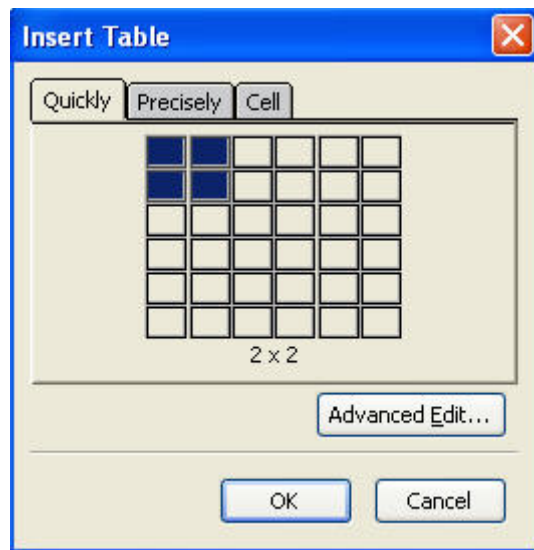 Insert Table
Quickly Precisely Cell
2 x 2
Advanced Edit...
OK Cancel